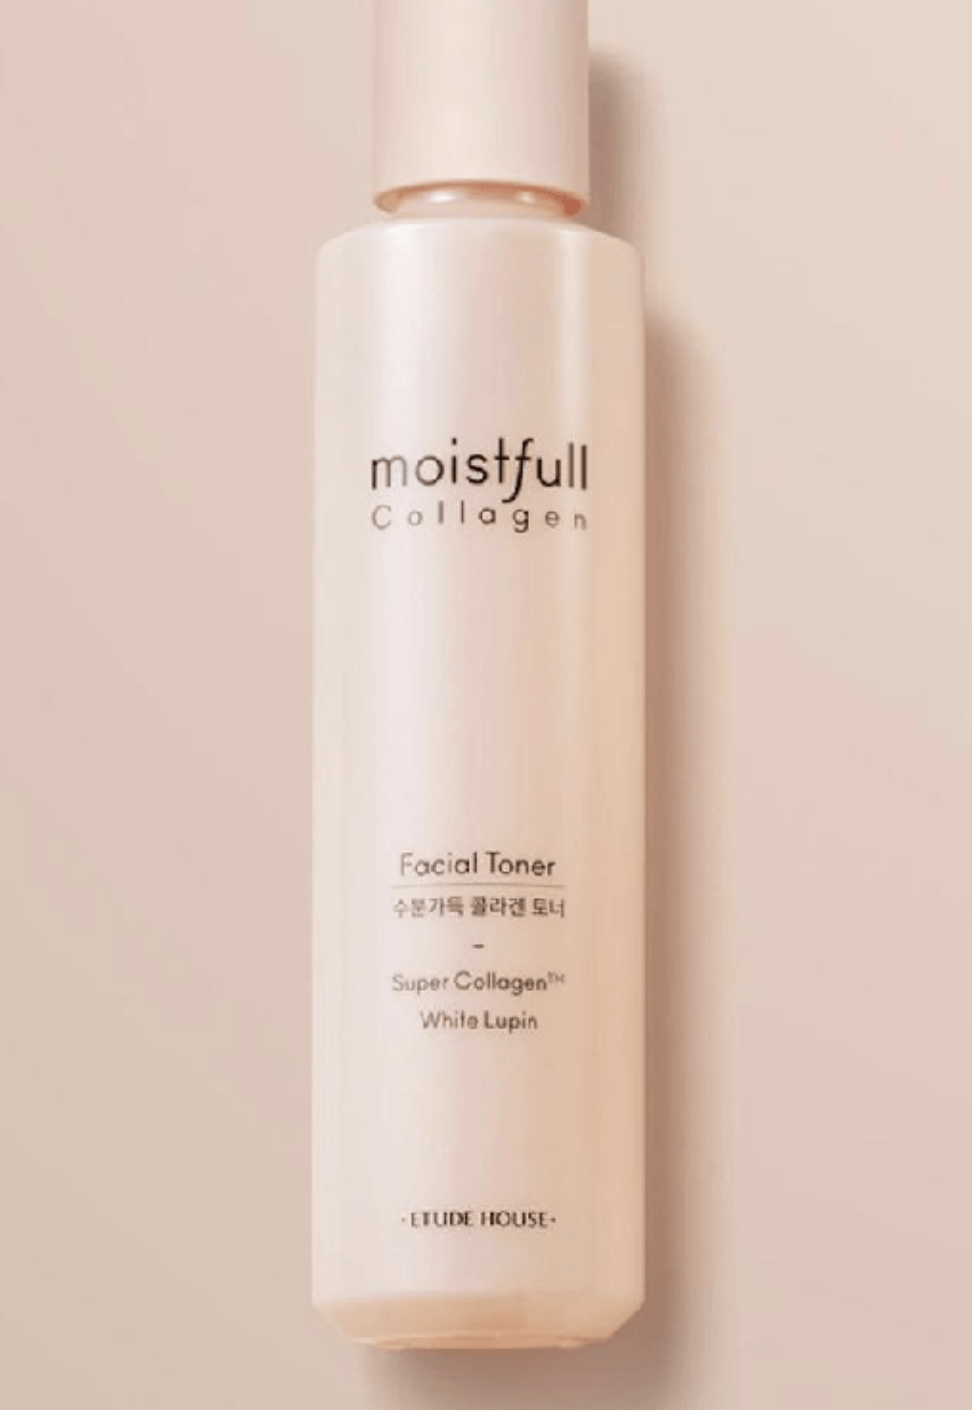 moistfull
Collagen
Facial Toner
수분가득 콜라겐 토너
-
Super Collagen™
White Lupin
·ETUDE HOUSE·